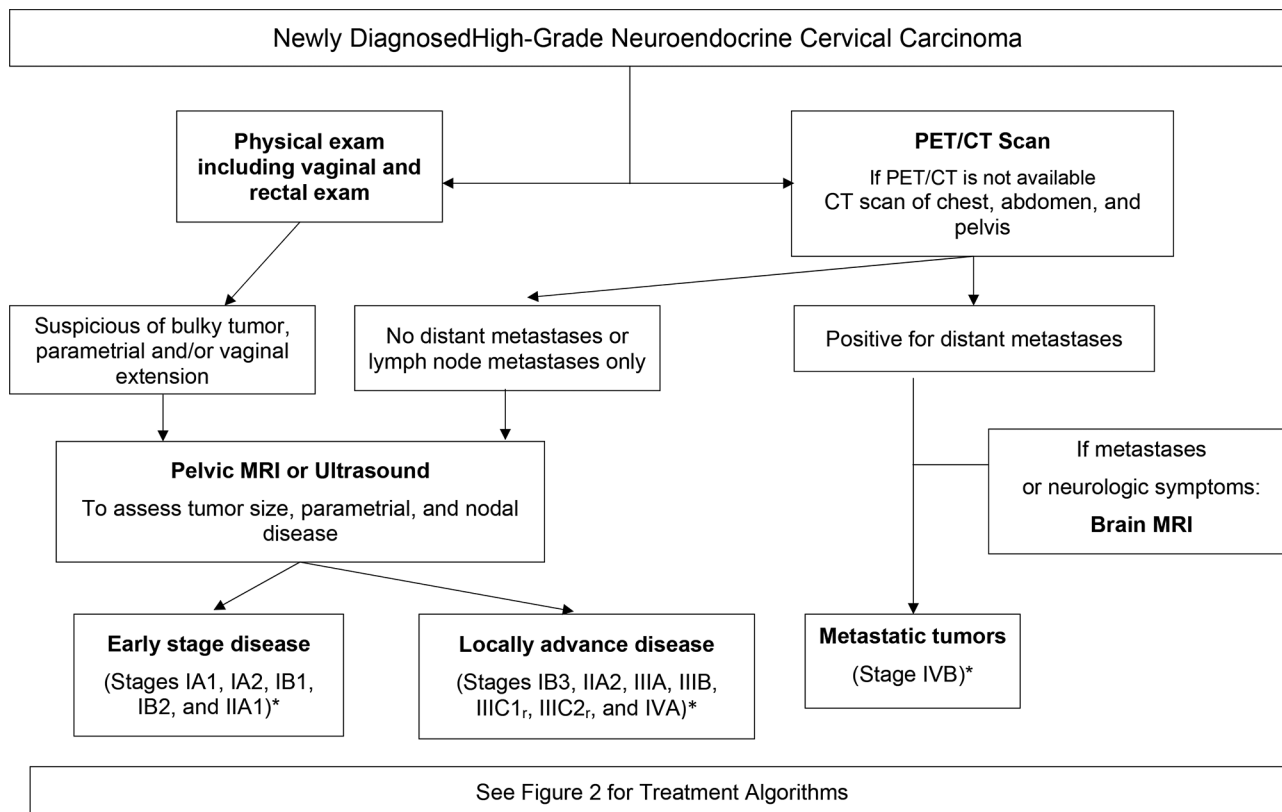 Newly DiagnosedHigh-Grade Neuroendocrine Cervical Carcinoma
Physical exam
including vaginal and
rectal exam
PET/CT Scan
If PET/CT is not available
CT scan of chest, abdomen, and
pelvis
Suspicious of bulky tumor,
parametrial and/or vaginal
extension
No distant metastases or
lymph node metastases only
Positive for distant metastases
Pelvic MRI or Ultrasound
To assess tumor size, parametrial, and nodal
disease
If metastases
or neurologic symptoms:
Brain MRI
Early stage disease
(Stages IA1, IA2, IB1,
IB2, and IIA1)*
Locally advance disease
(Stages IB3, IIA2, IIIA, IIIB,
IIIC1r, IIIC2r, and IVA)*
Metastatic tumors
(Stage IVB)*
See Figure 2 for Treatment Algorithms